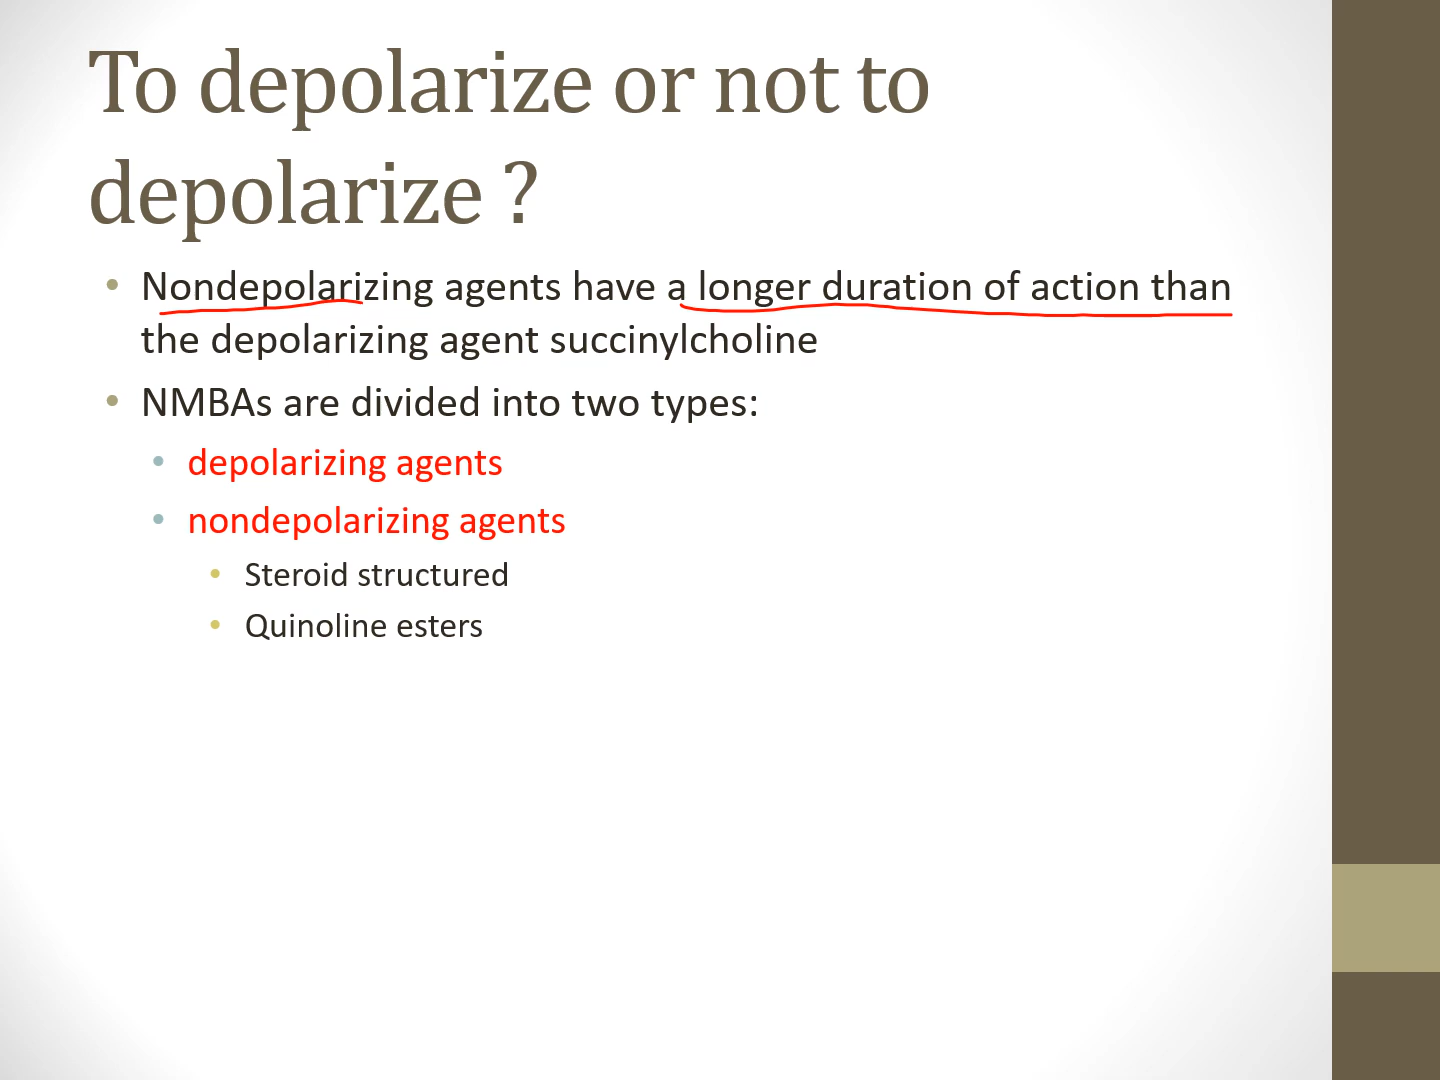 To depolarize or not to
depolarize ?
• Nondepolarizing agents have a longer duration of action than
the depolarizing agent succinylcholine
• NMBAs are divided into two types:
• depolarizing agents
• nondepolarizing agents
• Steroid structured
• Quinoline esters